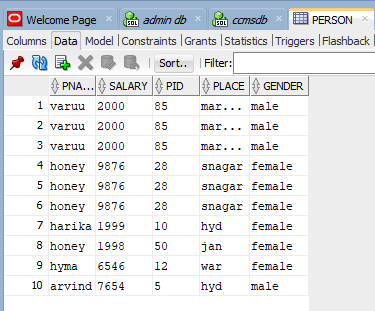 Welcome Page admin db ccmsdb PERSON
Columns Data Model Constraints Grants Statistics Triggers Flashback
Sort.. Filter:
PNA... SALARY PID PLACE GENDER
1 varuu 2000 85 mar... male
2 varuu 2000 85 mar... male
3 varuu 2000 85 mar... male
4 honey 9876 28 snagar female
5 honey 9876 28 snagar female
6 honey 9876 28 snagar female
7 harika 1999 10 hyd female
8 honey 1998 50 jan female
9 hyma 6546 12 war female
10 arvind 7654 5 hyd male